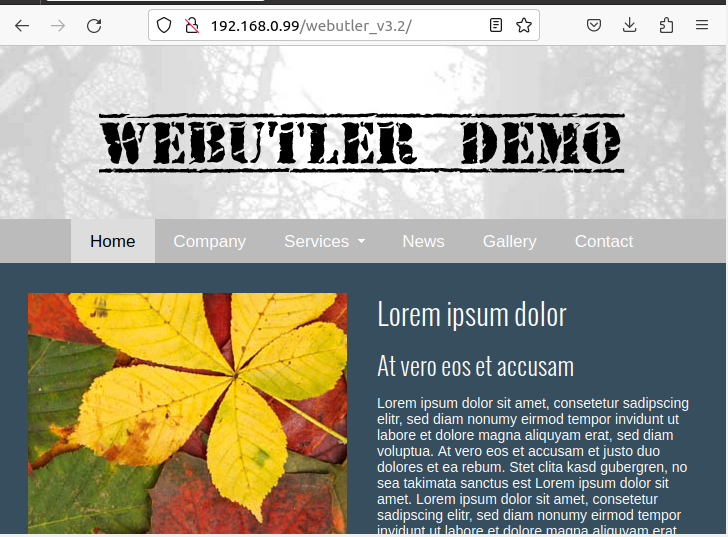 192.168.0.99/webutler_v3.2/
WEBUTLER DEMO
Home Company Services News Gallery Contact
Lorem ipsum dolor
At vero eos et accusam
Lorem ipsum dolor sit amet, consetetur sadipscing
elitr, sed diam nonumy eirmod tempor invidunt ut
labore et dolore magna aliquyam erat, sed diam
voluptua. At vero eos et accusam et justo duo
dolores et ea rebum. Stet clita kasd gubergren, no
sea takimata sanctus est Lorem ipsum dolor sit
amet. Lorem ipsum dolor sit amet, consetetur
sadipscing elitr, sed diam nonumy eirmod tempor
invidunt ut labore et dolore magna aliquyam erat,